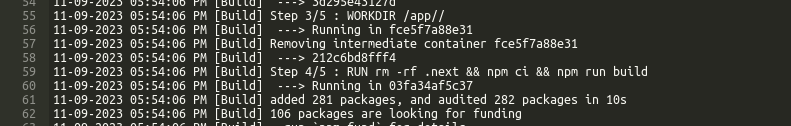 54 11-09-2023 05:54:06 PM [Build]  ---> 3d295e43127d
55 11-09-2023 05:54:06 PM [Build] Step 3/5 : WORKDIR /app//
56 11-09-2023 05:54:06 PM [Build]  ---> Running in fce5f7a88e31
57 11-09-2023 05:54:06 PM [Build] Removing intermediate container fce5f7a88e31
58 11-09-2023 05:54:06 PM [Build]  ---> 212c6bd8fff4
59 11-09-2023 05:54:06 PM [Build] Step 4/5 : RUN rm -rf .next && npm ci && npm run build
60 11-09-2023 05:54:06 PM [Build]  ---> Running in 03fa34af5c37
61 11-09-2023 05:54:06 PM [Build] added 281 packages, and audited 282 packages in 10s
62 11-09-2023 05:54:06 PM [Build] 106 packages are looking for funding
63 11-09-2023 05:54:06 PM [Build]   run `npm fund` for details